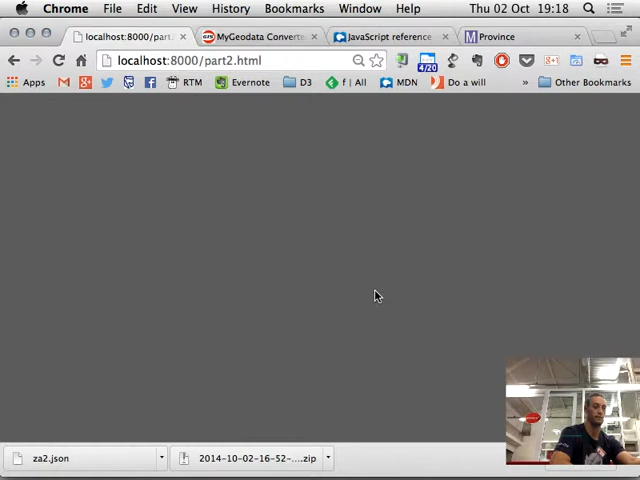 Chrome File Edit View History Bookmarks Window Help Thu 02 Oct 19:18
localhost:8000/part. MyGeodata Converte JavaScript reference Province
localhost:8000/part2.html 4/20
Apps RTM Evernote D3 f | All MDN Do a will » Other Bookmarks
za2.json 2014-10-02-16-52-....zip